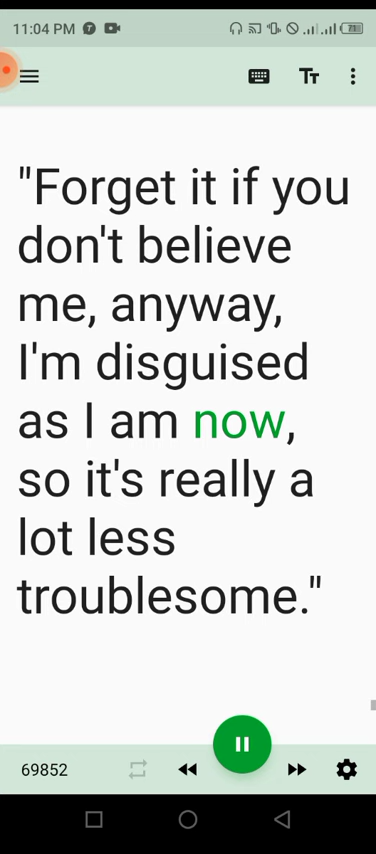 11:04 PM
"Forget it if you
don't believe
me, anyway,
I'm disguised
as I am now,
so it's really a
lot less
troublesome."
69852